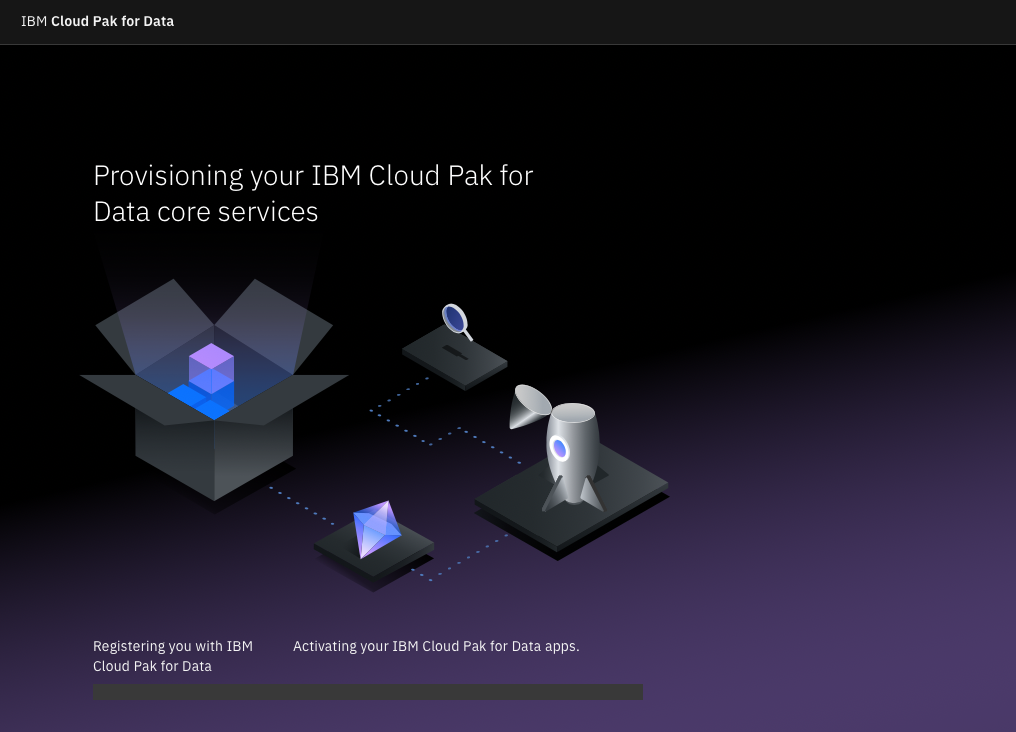 IBM Cloud Pak for Data
Provisioning your IBM Cloud Pak for
Data core services
Registering you with IBM
Cloud Pak for Data
Activating your IBM Cloud Pak for Data apps.